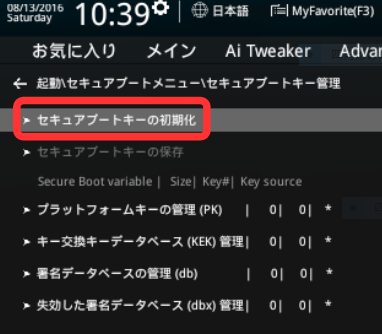 08/13/2016
Saturday
10:39
日本語
MyFavorite(F3)
お気に入り メイン Ai Tweaker Advan
← 起動\セキュアブートメニュー\セキュアブートキー管理
➤ セキュアブートキーの初期化
➤ セキュアブートキーの保存
Secure Boot variable | Size| Key#| Key source
➤ プラットフォームキーの管理 (PK) | 0| 0| *
➤ キー交換キーデータベース (KEK) 管理| 0| 0| *
➤ 署名データベースの管理 (db) | 0| 0| *
➤ 失効した署名データベース (dbx) 管理| 0| 0| *